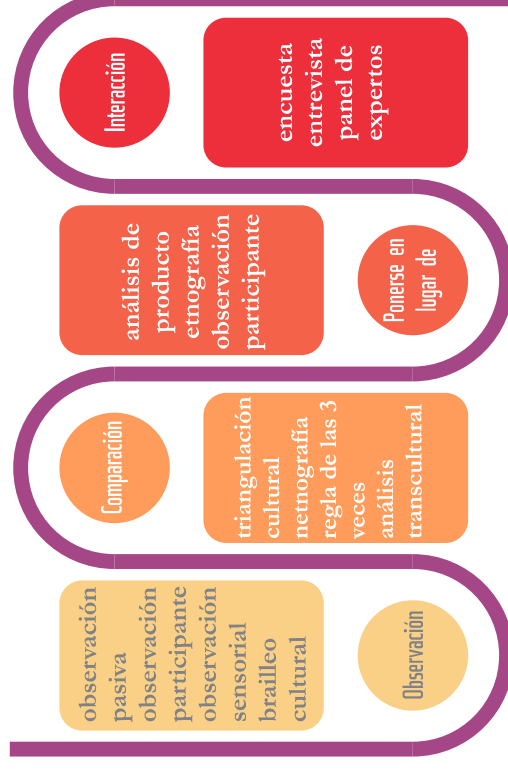 Observación
observación
pasiva
observación
participante
observación
sensorial
brailleo
cultural
Comparación
triangulación
cultural
netnografía
regla de las 3
veces
análisis
transcultural
Ponerse en
lugar de
análisis de
producto
etnografía
observación
participante
Interacción
encuesta
entrevista
panel de
expertos